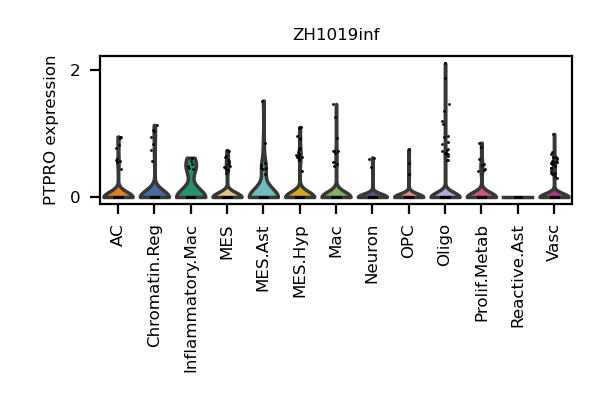 ZH1019inf
PTPRO expression
2
0
AC
Chromatin.Reg
Inflammatory.Mac
MES
MES.Ast
MES.Hyp
Mac
Neuron
OPC
Oligo
Prolif.Metab
Reactive.Ast
Vasc